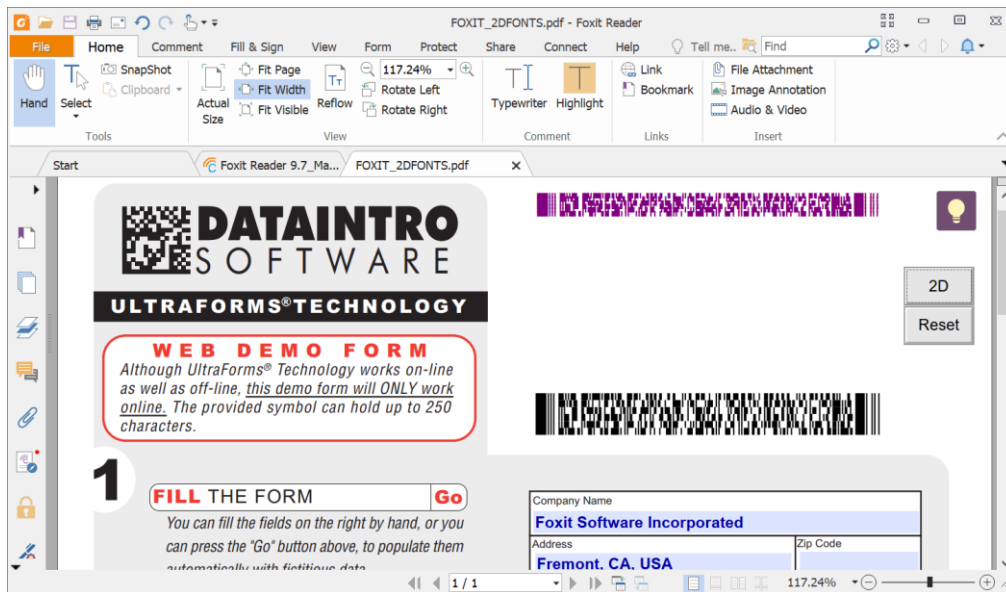 FOXIT_2DFONTS.pdf - Foxit Reader
File Home Comment Fill & Sign View Form Protect Share Connect Help Tell me.. Find
Hand
Select
SnapShot
Clipboard
Tools
Actual Size
Fit Page
Fit Width
Fit Visible
Reflow
117.24%
Rotate Left
Rotate Right
View
Typewriter
Highlight
Comment
Link
Bookmark
Links
File Attachment
Image Annotation
Audio & Video
Insert
Start Foxit Reader 9.7_Ma... FOXIT_2DFONTS.pdf
DATAINTRO
SOFTWARE
ULTRAFORMS®TECHNOLOGY
WEB DEMO FORM
Although UltraForms® Technology works on-line
as well as off-line, this demo form will ONLY work
online. The provided symbol can hold up to 250
characters.
2D
Reset
1
FILL THE FORM Go
You can fill the fields on the right by hand, or you
can press the "Go" button above, to populate them
automatically with fictitious data
Company Name
Foxit Software Incorporated
Address Zip Code
Fremont, CA, USA
1 / 1
117.24%